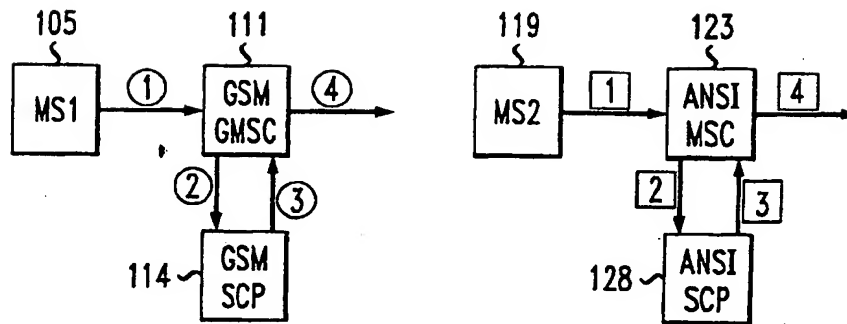 105
111
119
123
MS1
1
GSM
GMSC
4
MS2
1
ANSI
MSC
4
2
3
2
3
114
GSM
SCP
128
ANSI
SCP